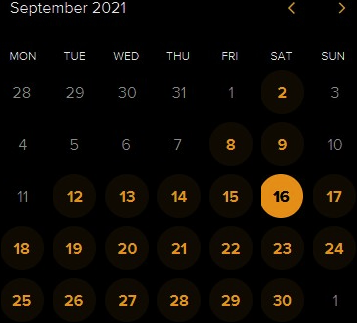 September 2021
MON TUE WED THU FRI SAT SUN
28 29 30 31 1 2 3
4 5 6 7 8 9 10
11 12 13 14 15 16 17
18 19 20 21 22 23 24
25 26 27 28 29 30 1